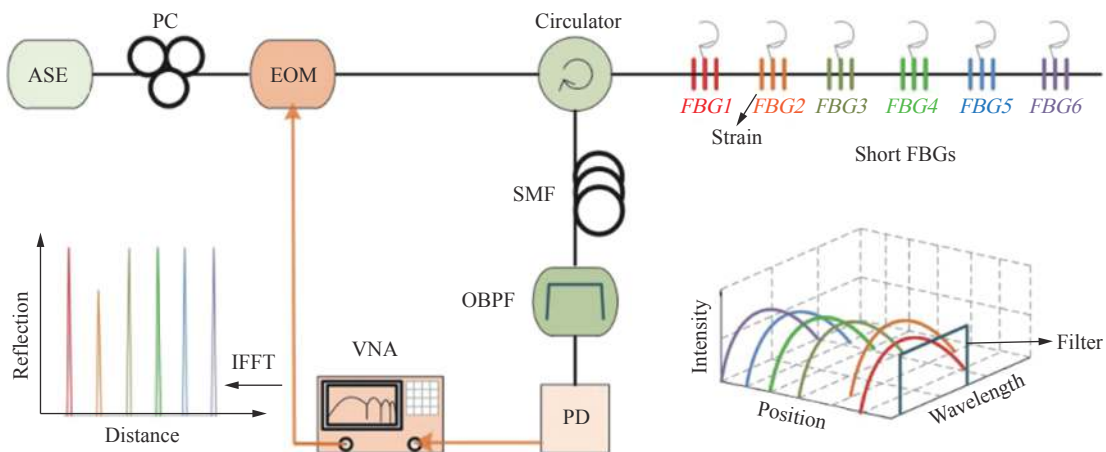 PC
Circulator
ASE
EOM
FBG1 FBG2 FBG3 FBG4 FBG5 FBG6
Strain
Short FBGs
SMF
OBPF
VNA
PD
Reflection
IFFT
Distance
Intensity
Position
Wavelength
Filter